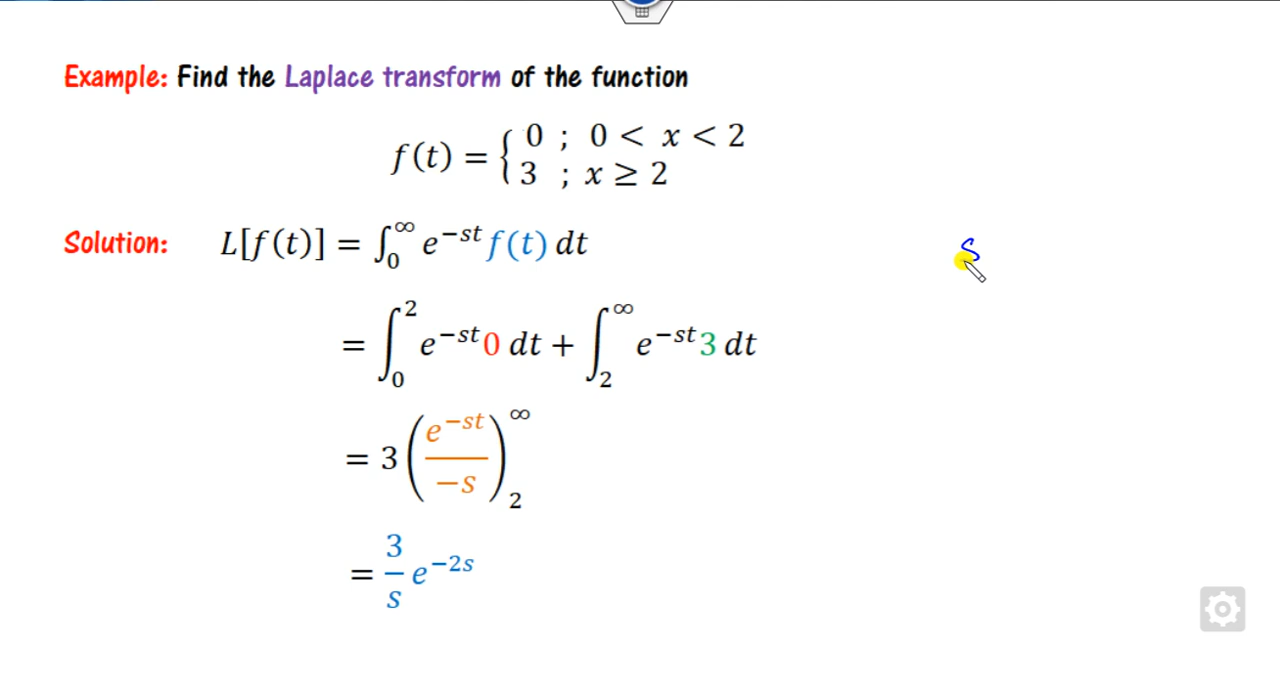 Example: Find the Laplace transform of the function
f(t) = { 0 ; 0 < x < 2
3 ; x ≥ 2
Solution: L[f(t)] = ∫₀^∞ e^{−st} f(t) dt
= ∫₀² e^{−st} 0 dt + ∫₂^∞ e^{−st} 3 dt
= 3 (e^{−st} / −s)₂^∞
= 3/s e^{−2s}
s